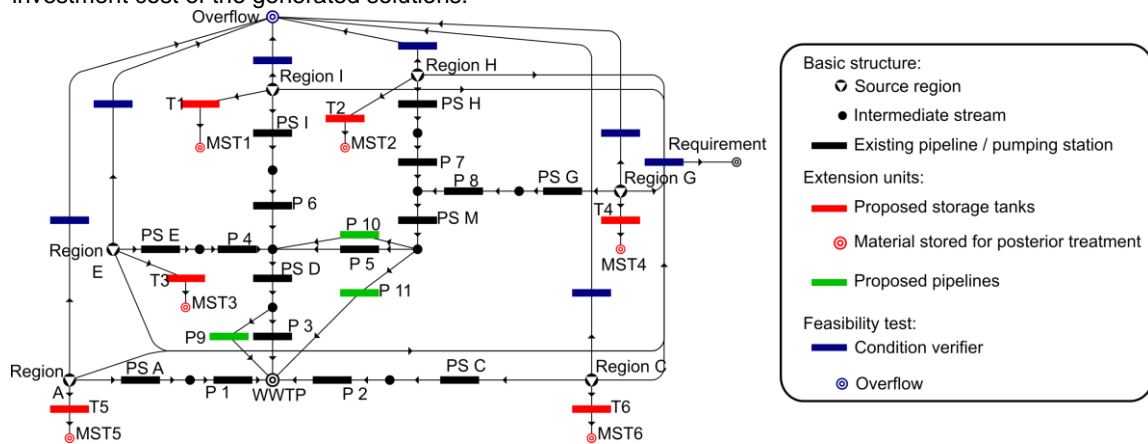 investment cost of the generated solutions.
Overflow
Region I
Region H
T1
PS I
MST1
T2
PS H
MST2
P 7
Requirement
P 8
PS G
Region G
T4
MST4
P 6
PS M
P 10
P 5
Region
E
PS E
P 4
T3
MST3
PS D
P 11
P9
P 3
Region
A
PS A
P 1
WWTP
P 2
PS C
Region C
T5
MST5
T6
MST6
Basic structure:
Source region
Intermediate stream
Existing pipeline / pumping station
Extension units:
Proposed storage tanks
Material stored for posterior treatment
Proposed pipelines
Feasibility test:
Condition verifier
Overflow